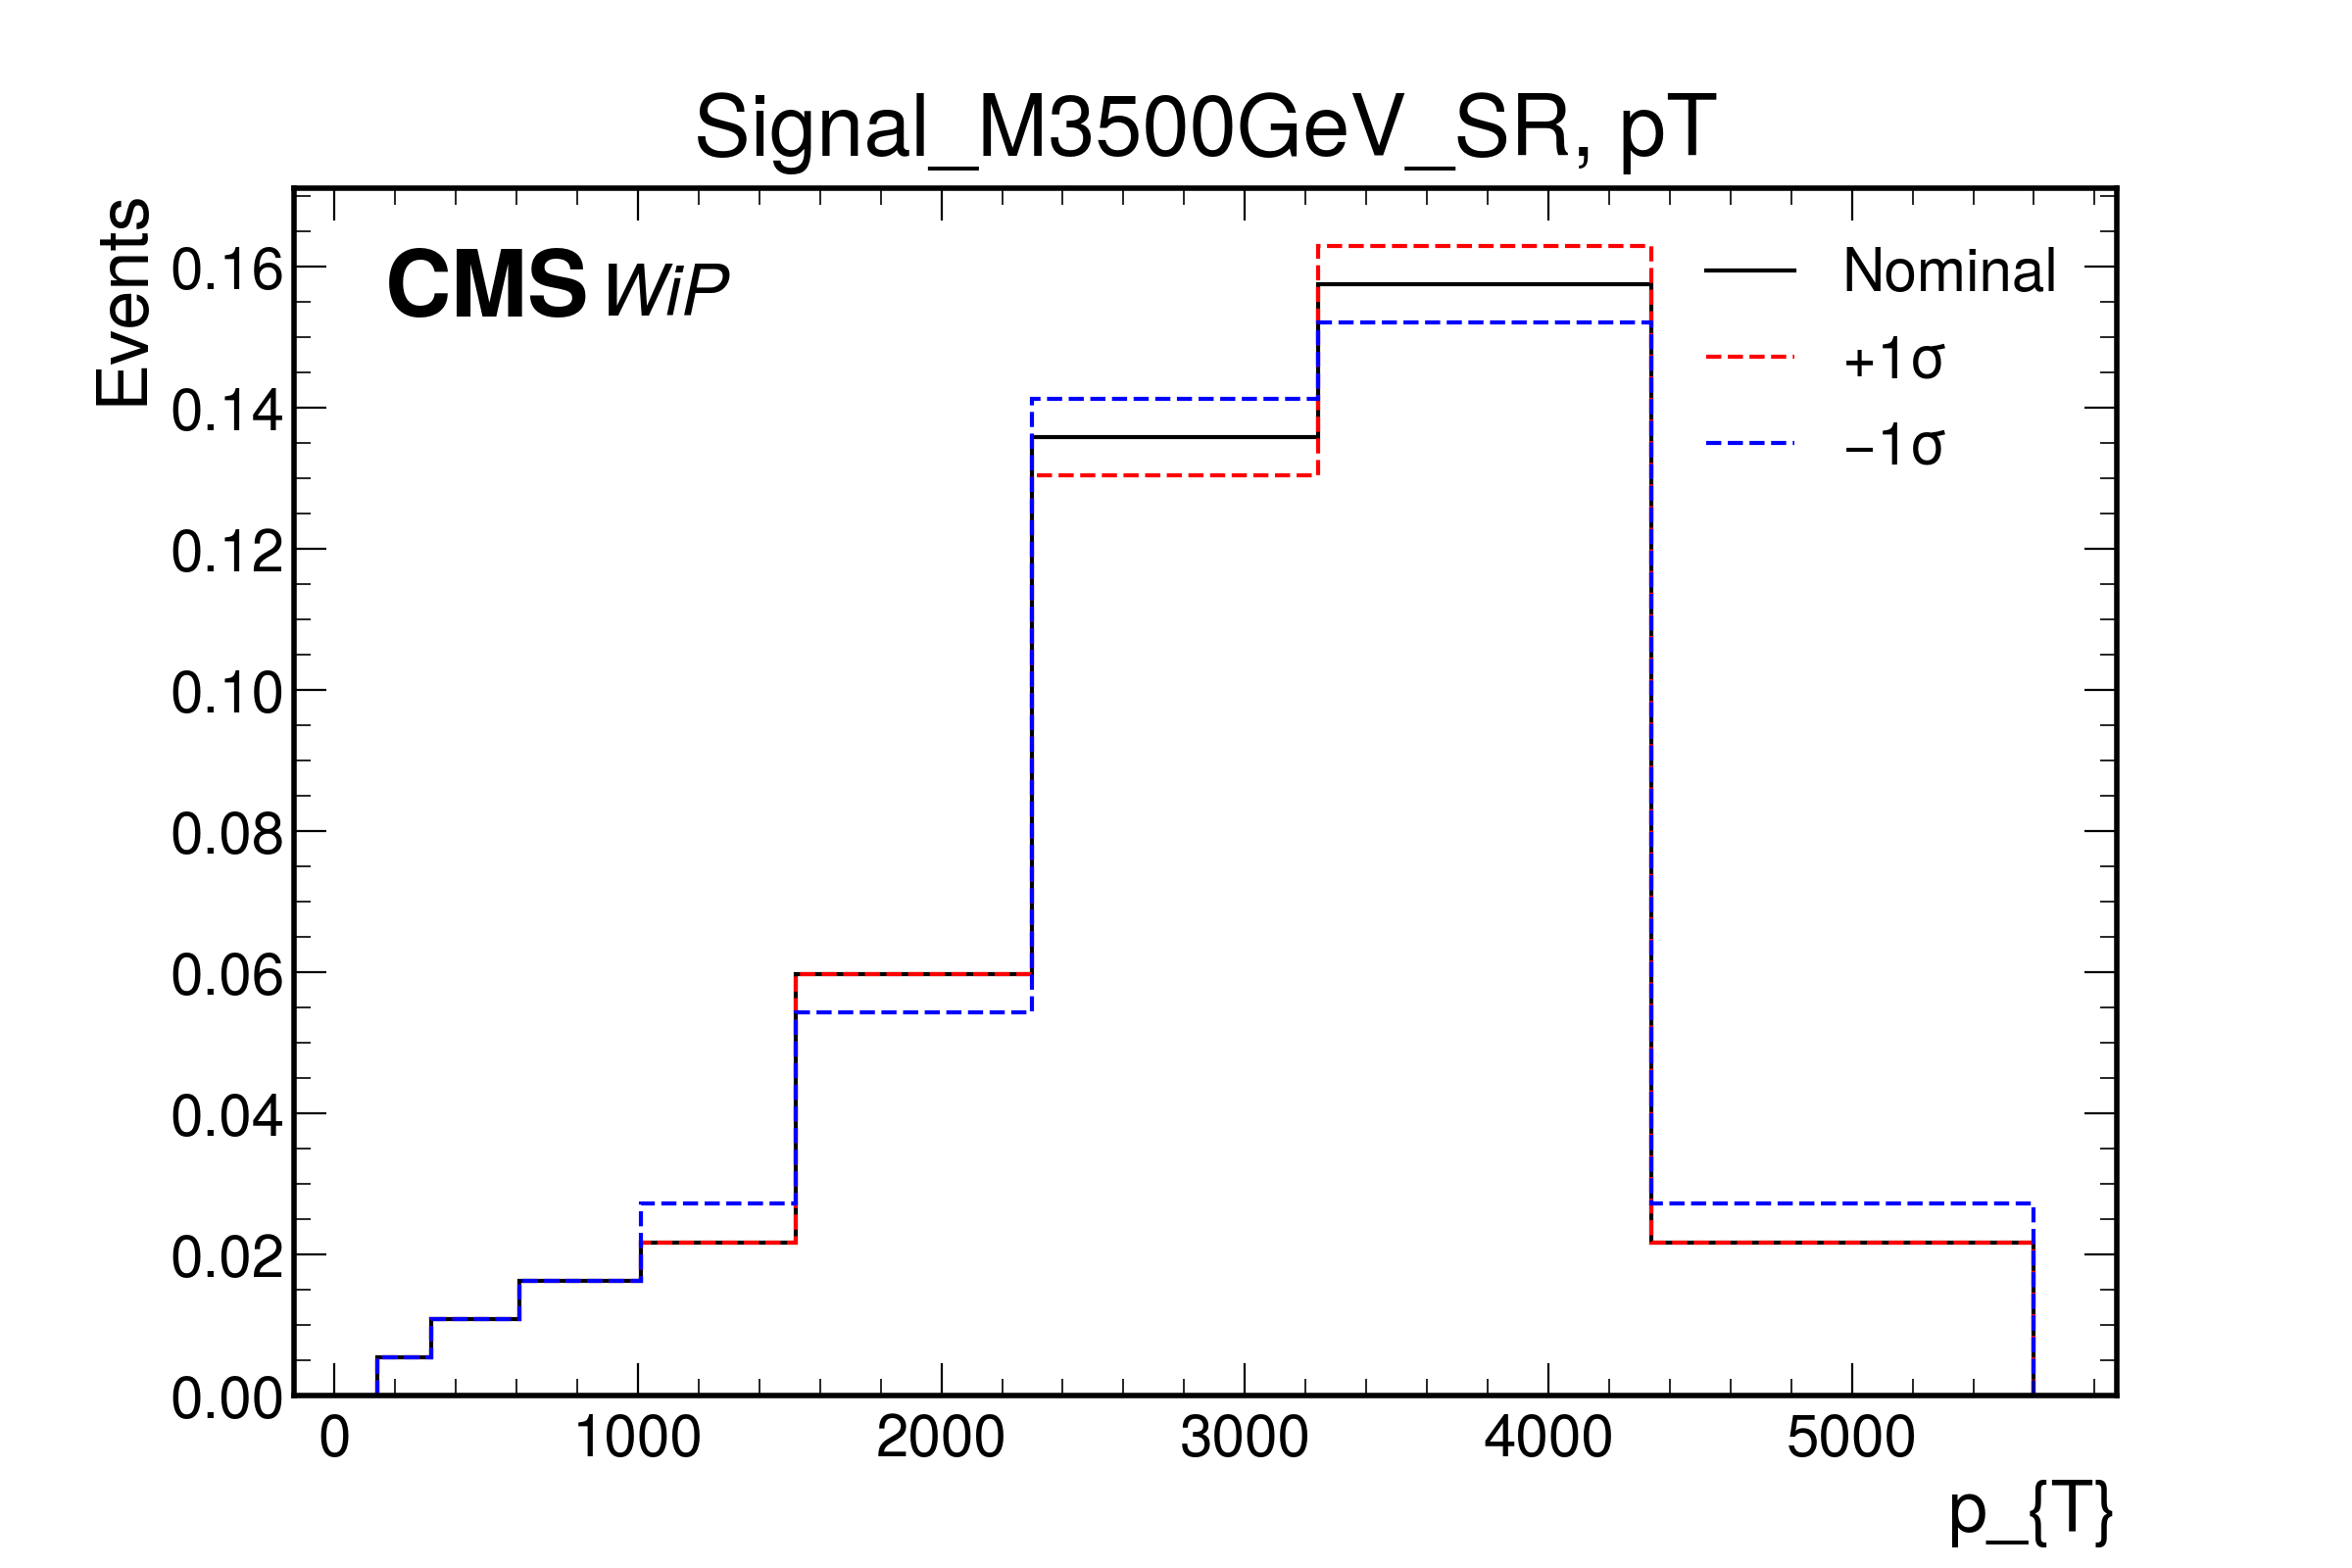 Signal_M3500GeV_SR, pT
Events
CMS WiP
Nominal
+1σ
−1σ
0.16
0.14
0.12
0.10
0.08
0.06
0.04
0.02
0.00
0 1000 2000 3000 4000 5000
p_{T}